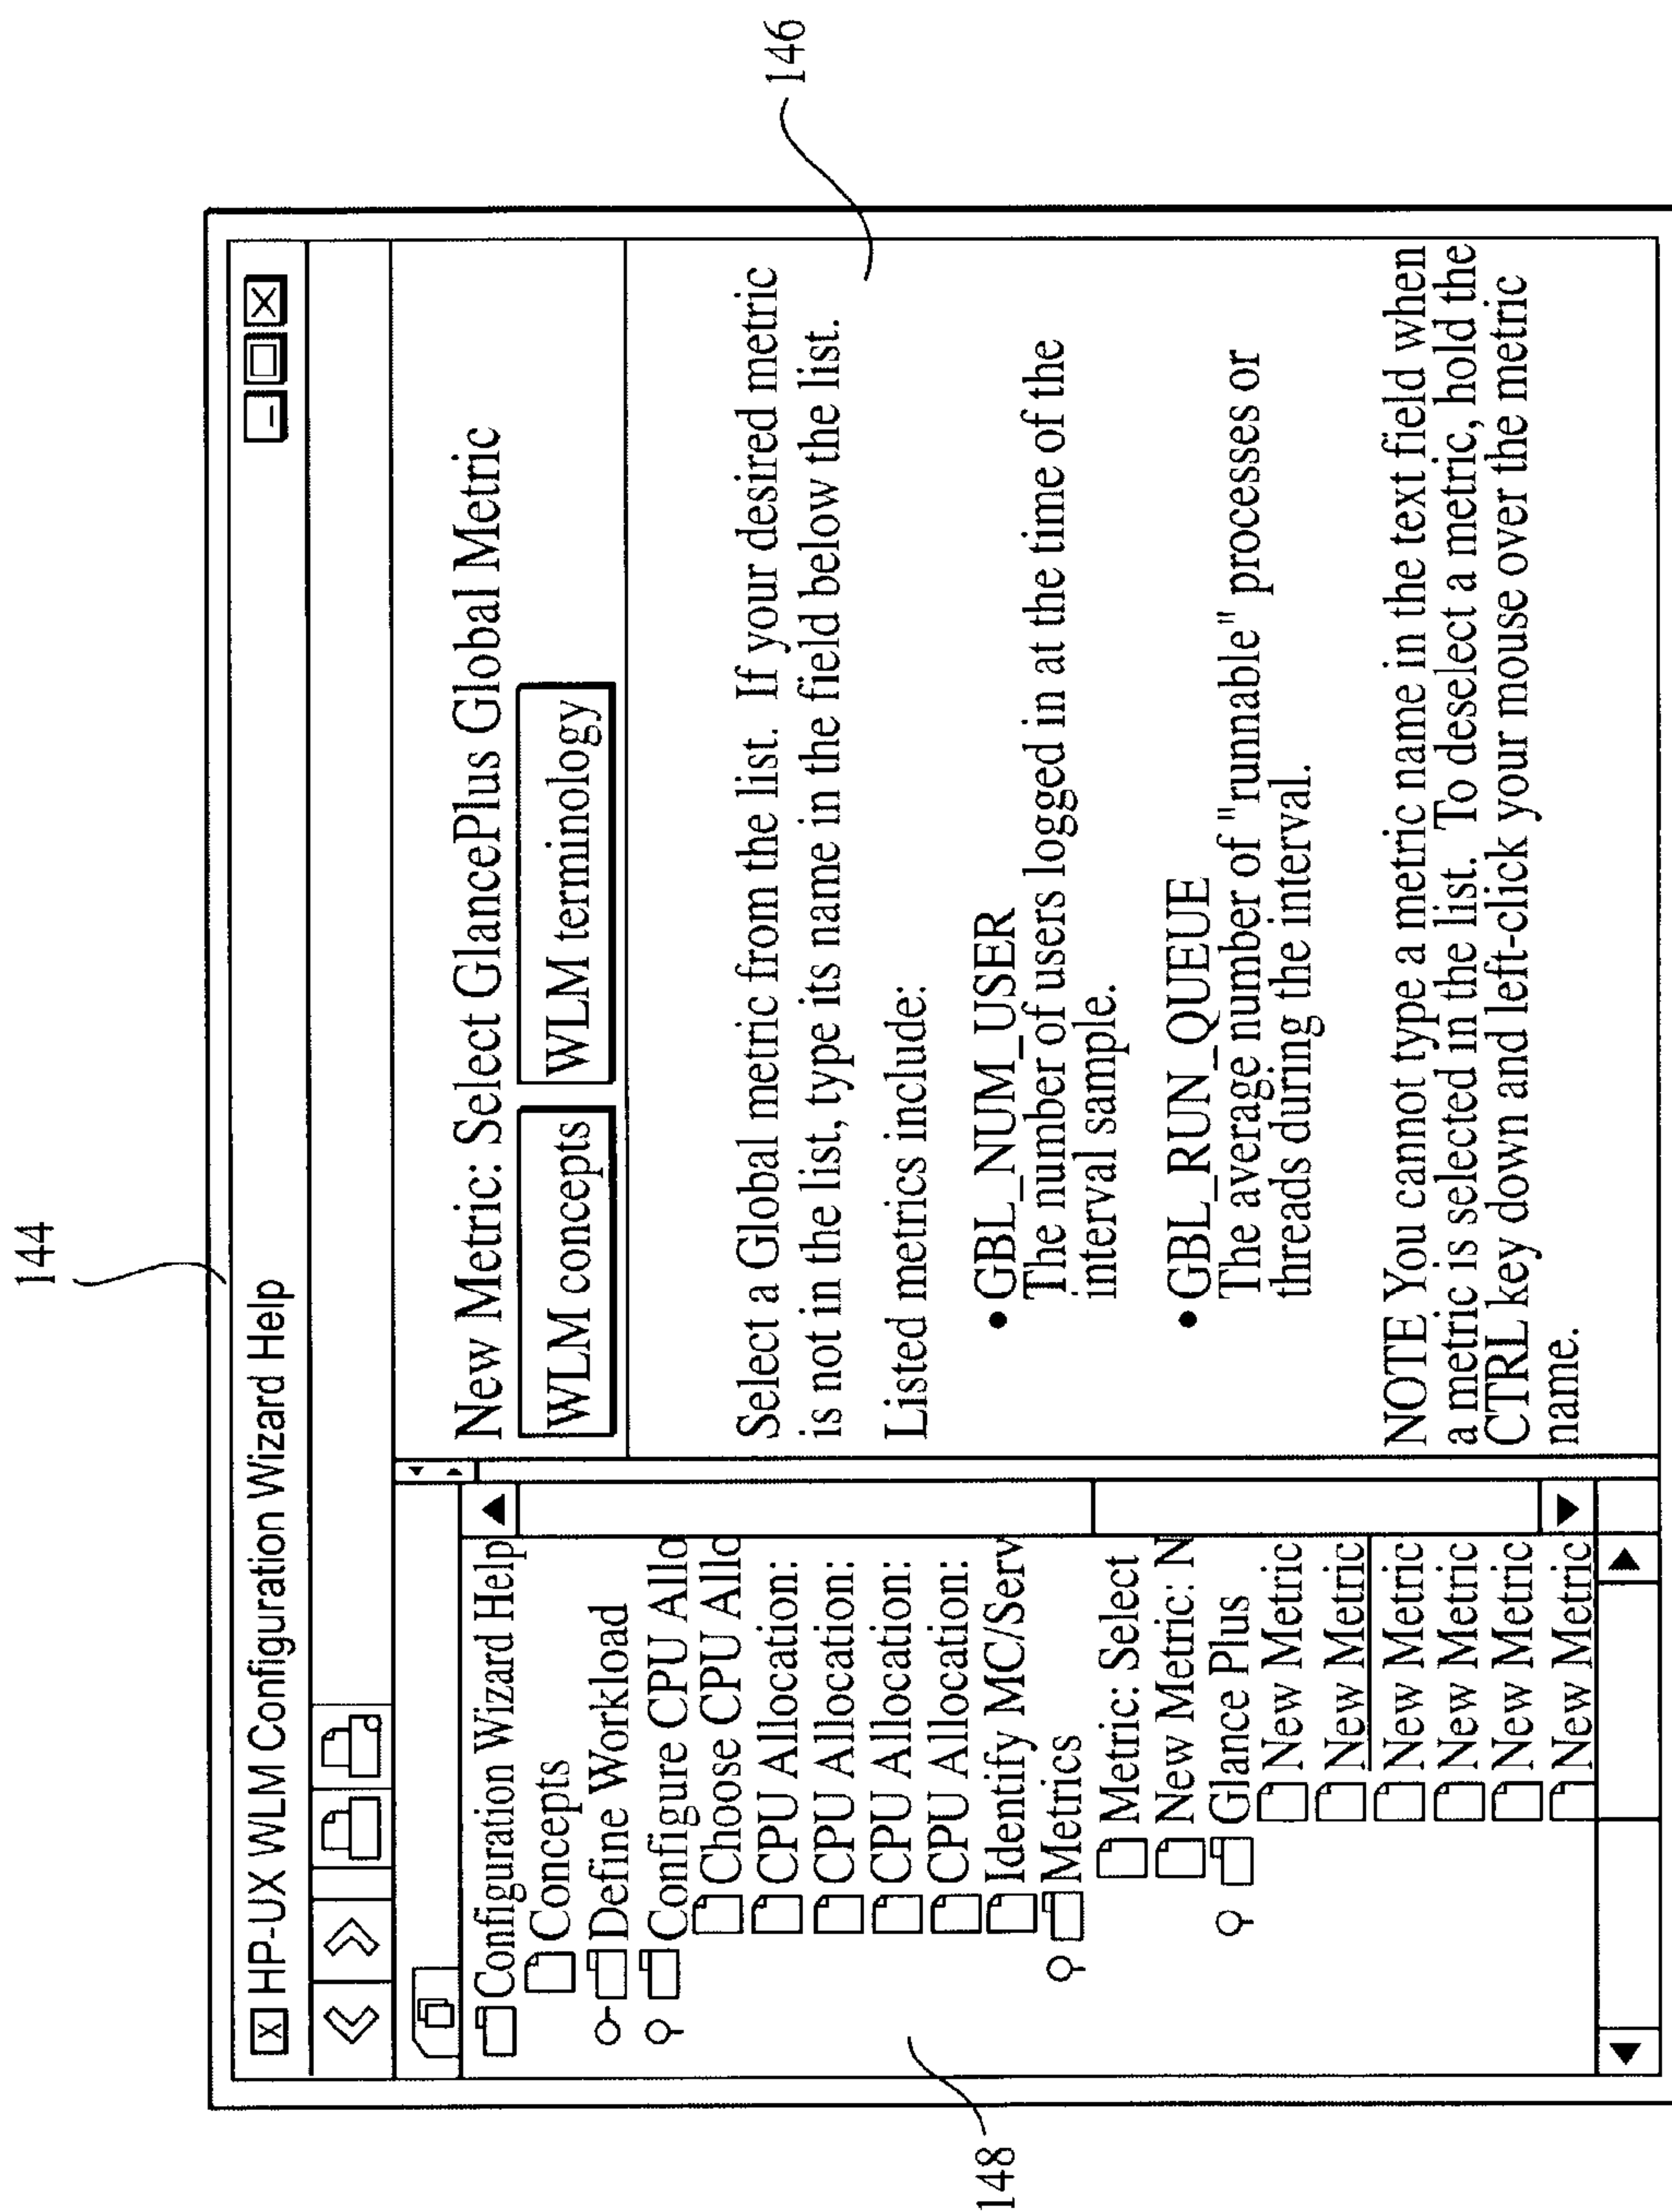 144
HP-UX WLM Configuration Wizard Help
Configuration Wizard Help
Concepts
Define Workload
Configure CPU Allo
Choose CPU Allo
CPU Allocation:
CPU Allocation:
CPU Allocation:
CPU Allocation:
Identify MC/Serv
Metrics
Metric: Select
New Metric: N
Glance Plus
New Metric
New Metric
New Metric
New Metric
New Metric
New Metric
148
New Metric: Select GlancePlus Global Metric
WLM concepts WLM terminology
Select a Global metric from the list. If your desired metric
is not in the list, type its name in the field below the list.
Listed metrics include:
• GBL_NUM_USER
The number of users logged in at the time of the
interval sample.
• GBL_RUN_QUEUE
The average number of "runnable" processes or
threads during the interval.
NOTE You cannot type a metric name in the text field when
a metric is selected in the list. To deselect a metric, hold the
CTRL key down and left-click your mouse over the metric
name.
146